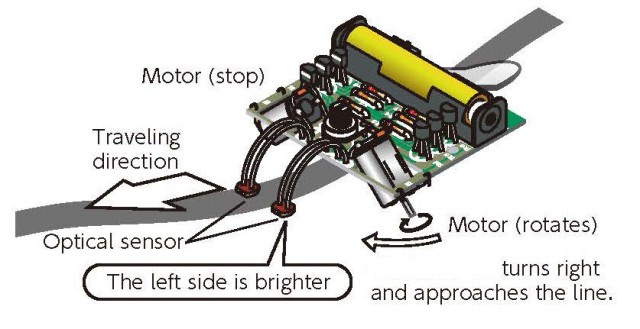 Motor (stop)
Traveling
direction
Optical sensor
Motor (rotates)
The left side is brighter
turns right
and approaches the line.